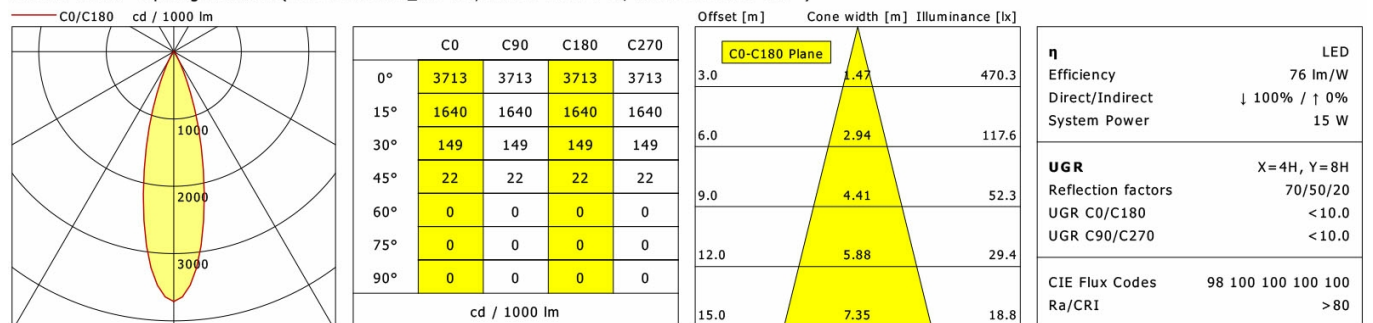 C0/C180 cd / 1000 lm
1000
2000
3000
C0 C90 C180 C270
0° 3713 3713 3713 3713
15° 1640 1640 1640 1640
30° 149 149 149 149
45° 22 22 22 22
60° 0 0 0 0
75° 0 0 0 0
90° 0 0 0 0
cd / 1000 lm
Offset [m] Cone width [m] Illuminance [lx]
C0-C180 Plane
3.0 1.47 470.3
6.0 2.94 117.6
9.0 4.41 52.3
12.0 5.88 29.4
15.0 7.35 18.8
η LED
Efficiency 76 lm/W
Direct/Indirect ↓ 100% / ↑ 0%
System Power 15 W
UGR X=4H, Y=8H
Reflection factors 70/50/20
UGR C0/C180 <10.0
UGR C90/C270 <10.0
CIE Flux Codes 98 100 100 100 100
Ra/CRI >80